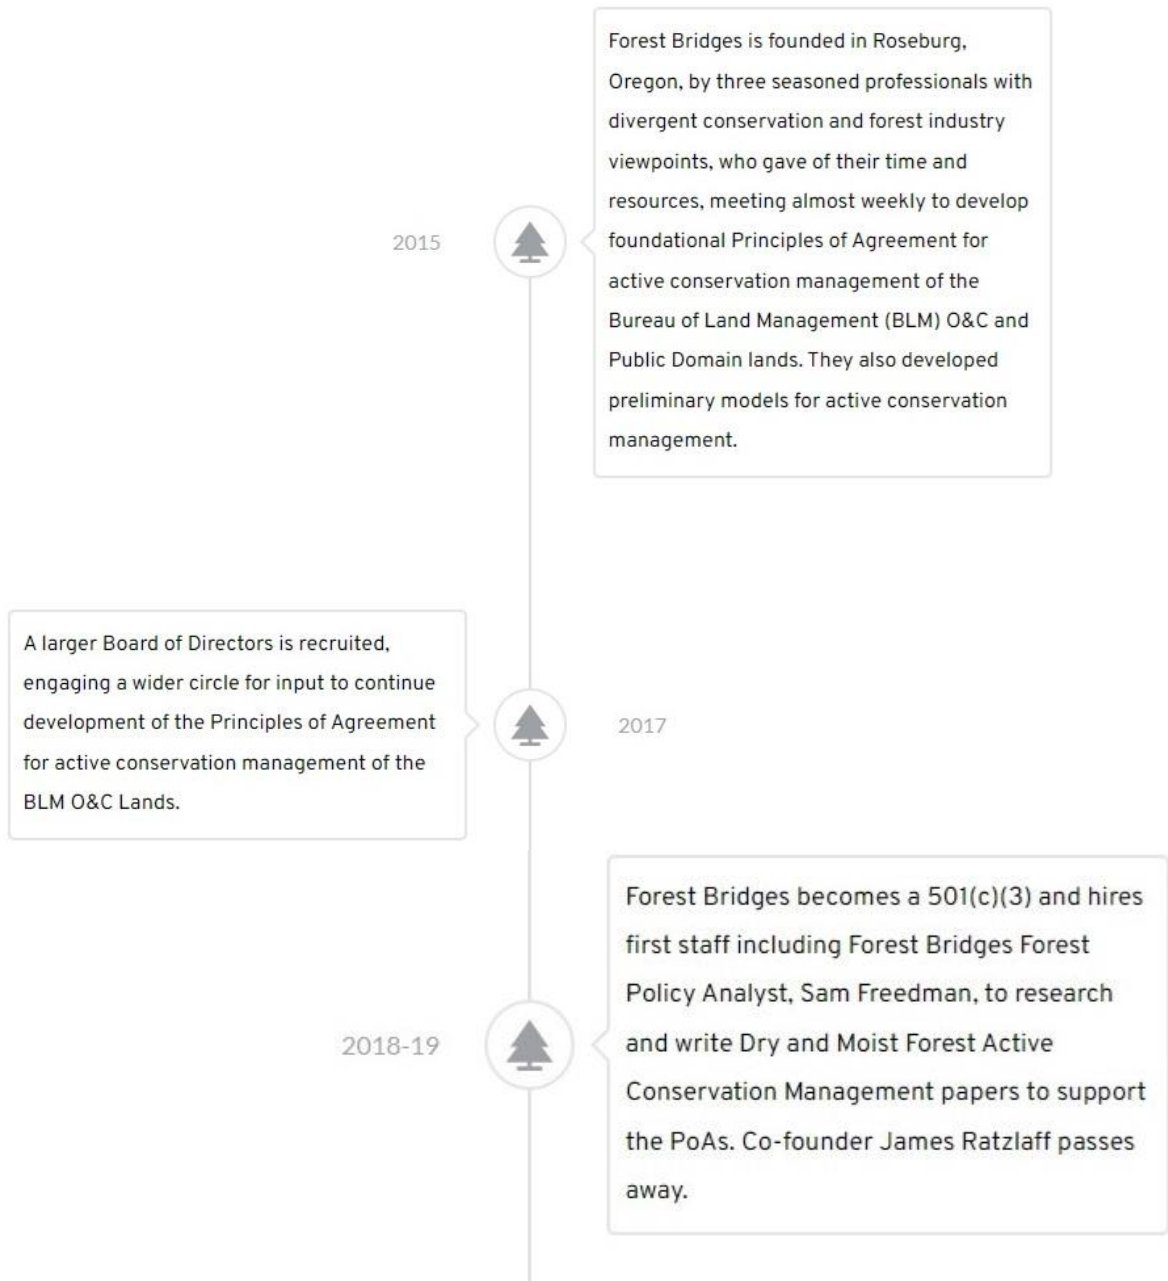 2015
Forest Bridges is founded in Roseburg,
Oregon, by three seasoned professionals with
divergent conservation and forest industry
viewpoints, who gave of their time and
resources, meeting almost weekly to develop
foundational Principles of Agreement for
active conservation management of the
Bureau of Land Management (BLM) O&C and
Public Domain lands. They also developed
preliminary models for active conservation
management.
A larger Board of Directors is recruited,
engaging a wider circle for input to continue
development of the Principles of Agreement
for active conservation management of the
BLM O&C Lands.
2017
2018-19
Forest Bridges becomes a 501(c)(3) and hires
first staff including Forest Bridges Forest
Policy Analyst, Sam Freedman, to research
and write Dry and Moist Forest Active
Conservation Management papers to support
the PoAs. Co-founder James Ratzlaff passes
away.